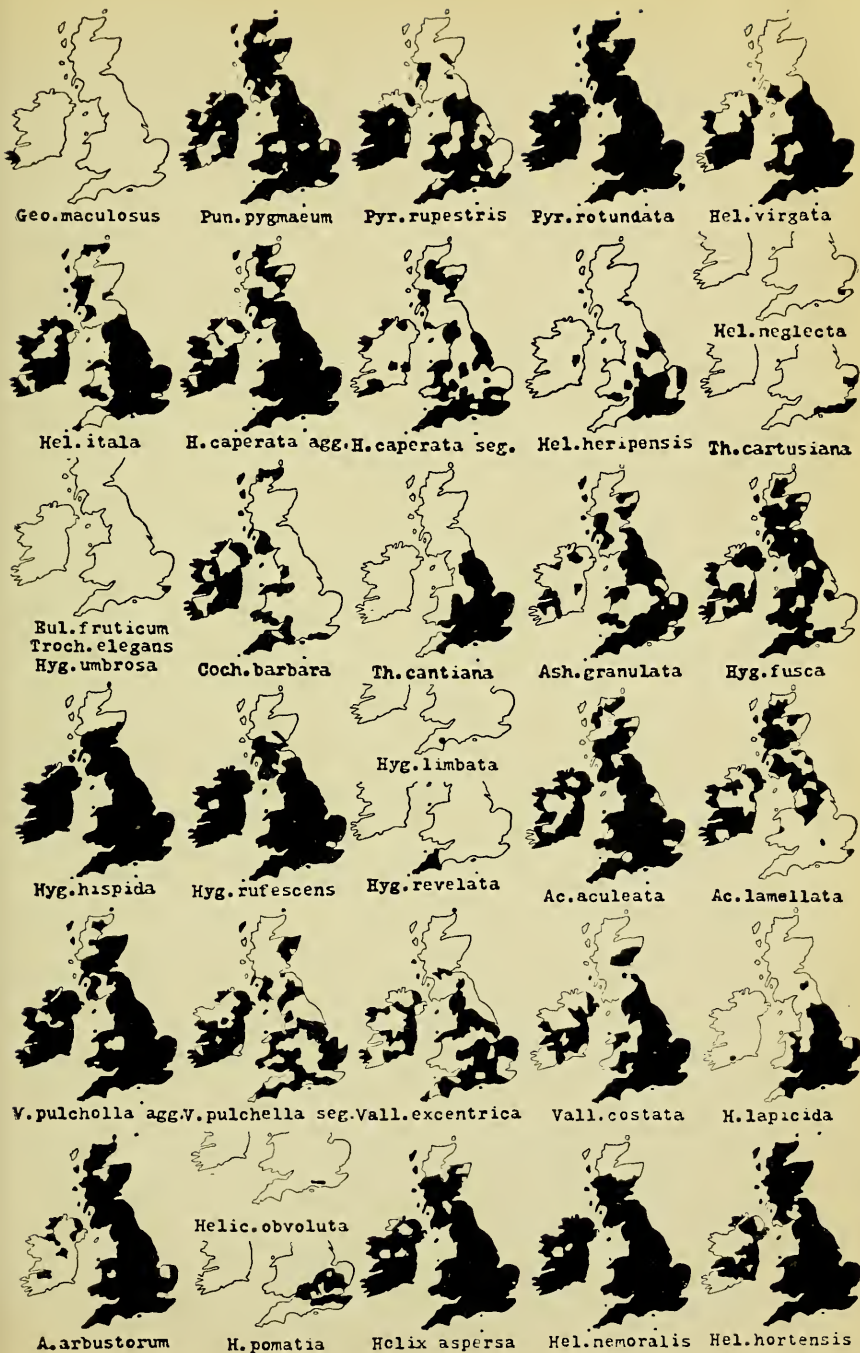 Geo.maculosus
Pun.pygmaeum
Pyr.rupestris
Pyr.rotundata
Hel.virgata
Hel.neglecta
Hel.itala
H.caperata agg.
H.caperata seg.
Hel.heripensis
Th.cartusiana
Eul.fruticum
Troch.elegans
Hyg.umbrosa
Coch.barbara
Th.cantiana
Ash.granulata
Hyg.fusca
Hyg.limbata
Hyg.hispida
Hyg.rufescens
Hyg.revelata
Ac.aculeata
Ac.lamellata
V.pulcholla agg.
V.pulchella seg.
Vall.excentrica
Vall.costata
H.lapicida
Helic.obvoluta
A.arbustorum
H.pomatia
Helix aspersa
Hel.nemoralis
Hel.hortensis